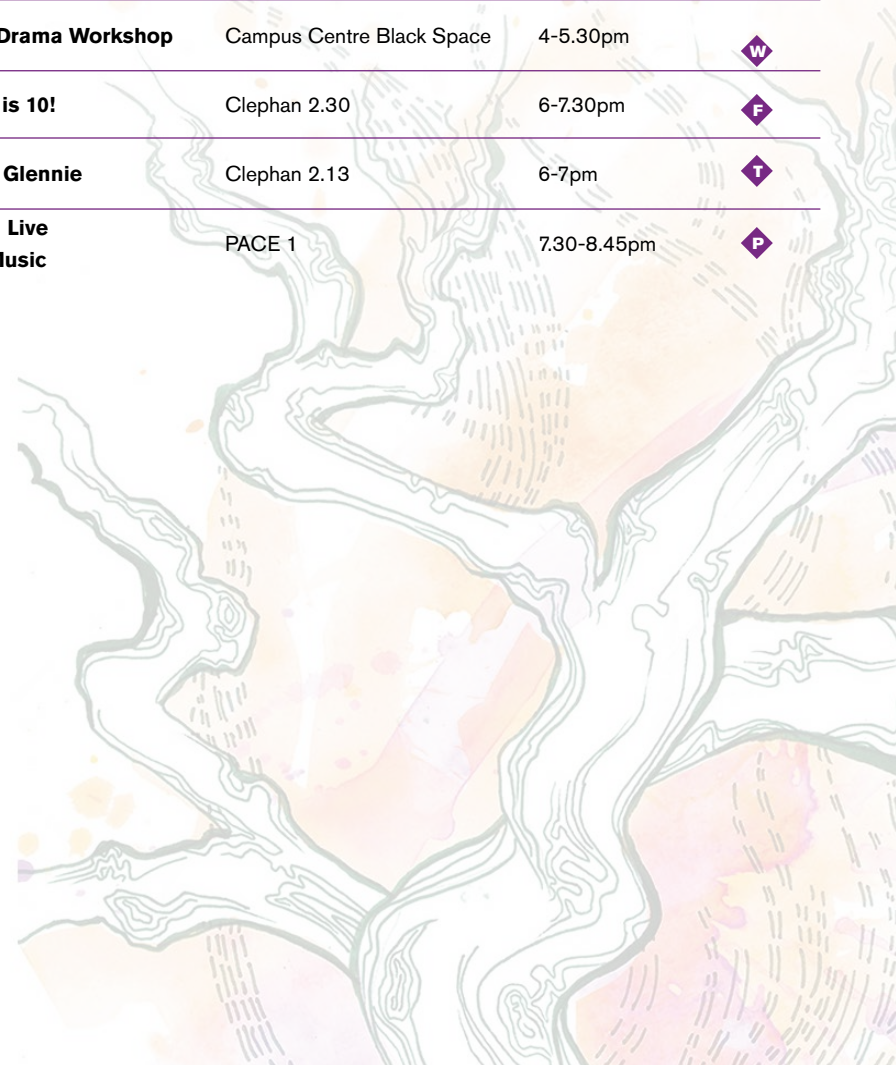 Drama Workshop Campus Centre Black Space 4-5.30pm W
is 10! Clephan 2.30 6-7.30pm F
Glennie Clephan 2.13 6-7pm T
Live
PACE 1 7.30-8.45pm P